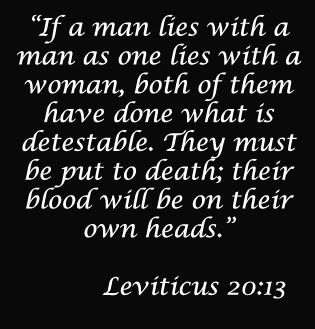 “If a man lies with a
man as one lies with a
woman, both of them
have done what is
detestable. They must
be put to death; their
blood will be on their
own heads.”
Leviticus 20:13